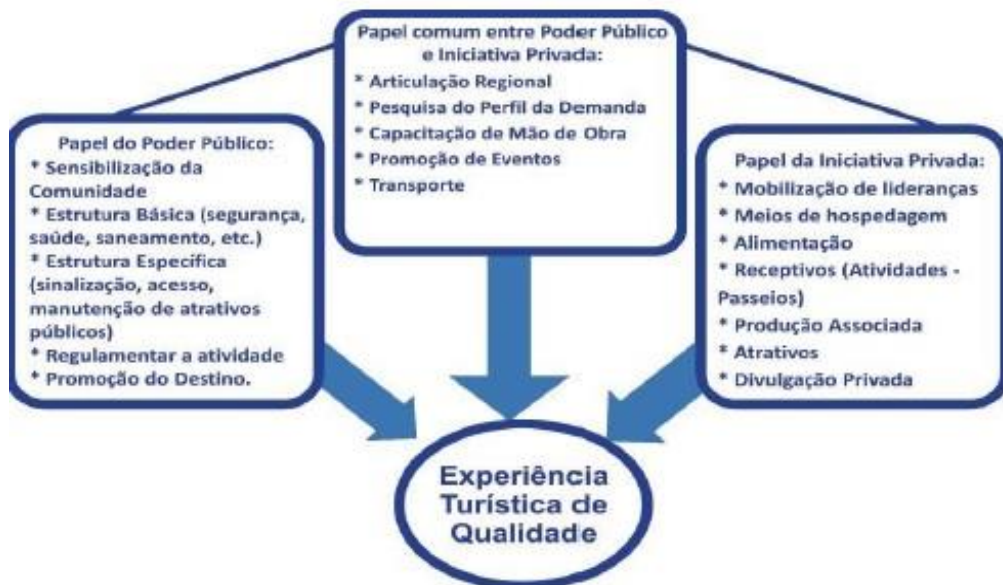 Papel comum entre Poder Público
e Iniciativa Privada:
* Articulação Regional
* Pesquisa do Perfil da Demanda
* Capacitação de Mão de Obra
* Promoção de Eventos
* Transporte
Papel do Poder Público:
* Sensibilização da
Comunidade
* Estrutura Básica (segurança,
saúde, saneamento, etc.)
* Estrutura Específica
(sinalização, acesso,
manutenção de atrativos
públicos)
* Regulamentar a atividade
* Promoção do Destino.
Papel da Iniciativa Privada:
* Mobilização de lideranças
* Meios de hospedagem
* Alimentação
* Receptivos (Atividades -
Passeios)
* Produção Associada
* Atrativos
* Divulgação Privada
Experiência
Turística de
Qualidade